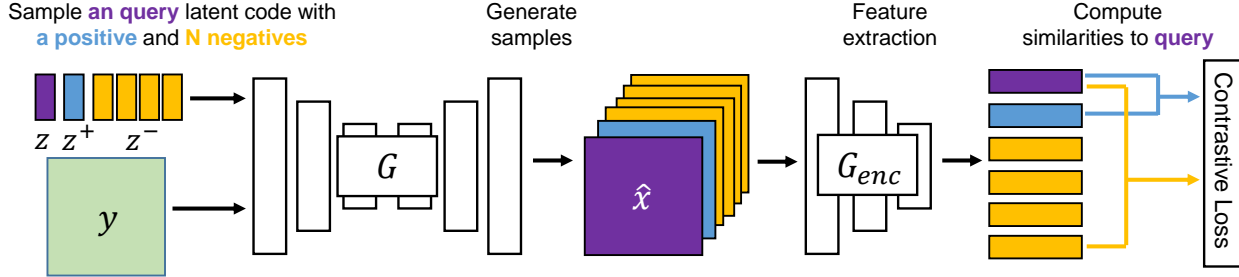 Sample an query latent code with
a positive and N negatives
Generate
samples
Feature
extraction
Compute
similarities to query
z z⁺ z⁻
y
G
x̂
G_enc
Contrastive Loss